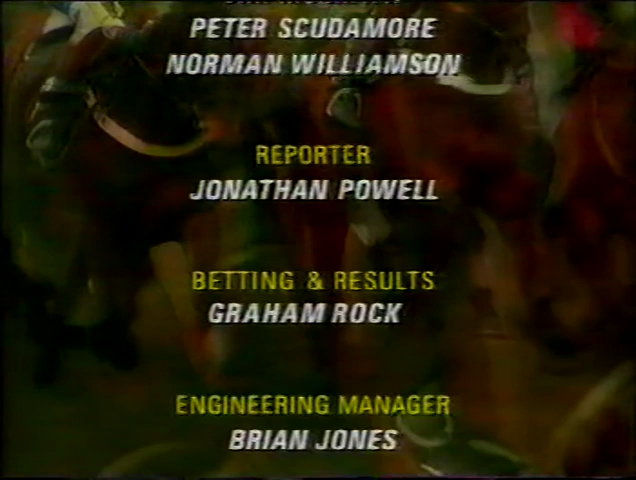 PETER SCUDAMORE
NORMAN WILLIAMSON
REPORTER
JONATHAN POWELL
BETTING & RESULTS
GRAHAM ROCK
ENGINEERING MANAGER
BRIAN JONES